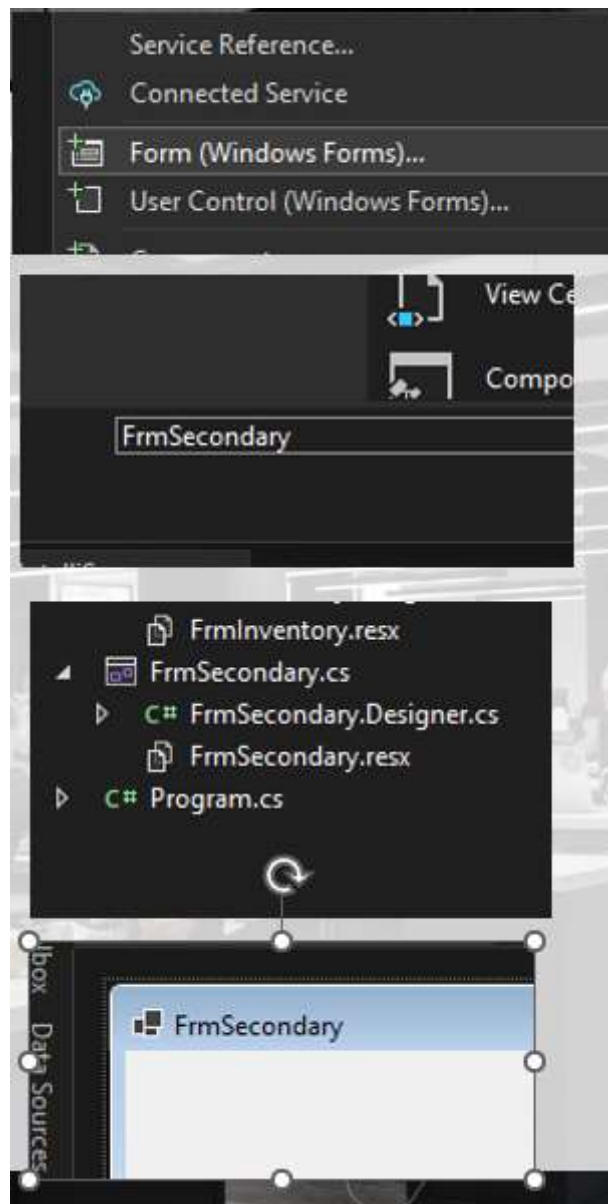 Service Reference...
Connected Service
Form (Windows Forms)...
User Control (Windows Forms)...
View
FrmSecondary
FrmInventory.resx
FrmSecondary.cs
C# FrmSecondary.Designer.cs
FrmSecondary.resx
C# Program.cs
Data Sources
FrmSecondary